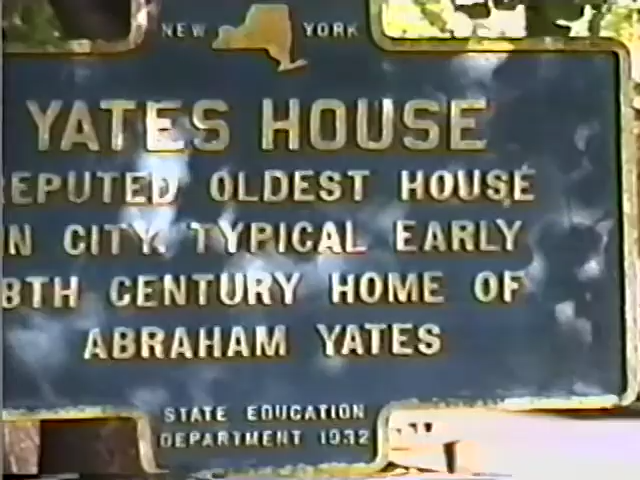 NEW YORK
YATES HOUSE
REPUTED OLDEST HOUSE
IN CITY. TYPICAL EARLY
8TH CENTURY HOME OF
ABRAHAM YATES
STATE EDUCATION
DEPARTMENT 1932